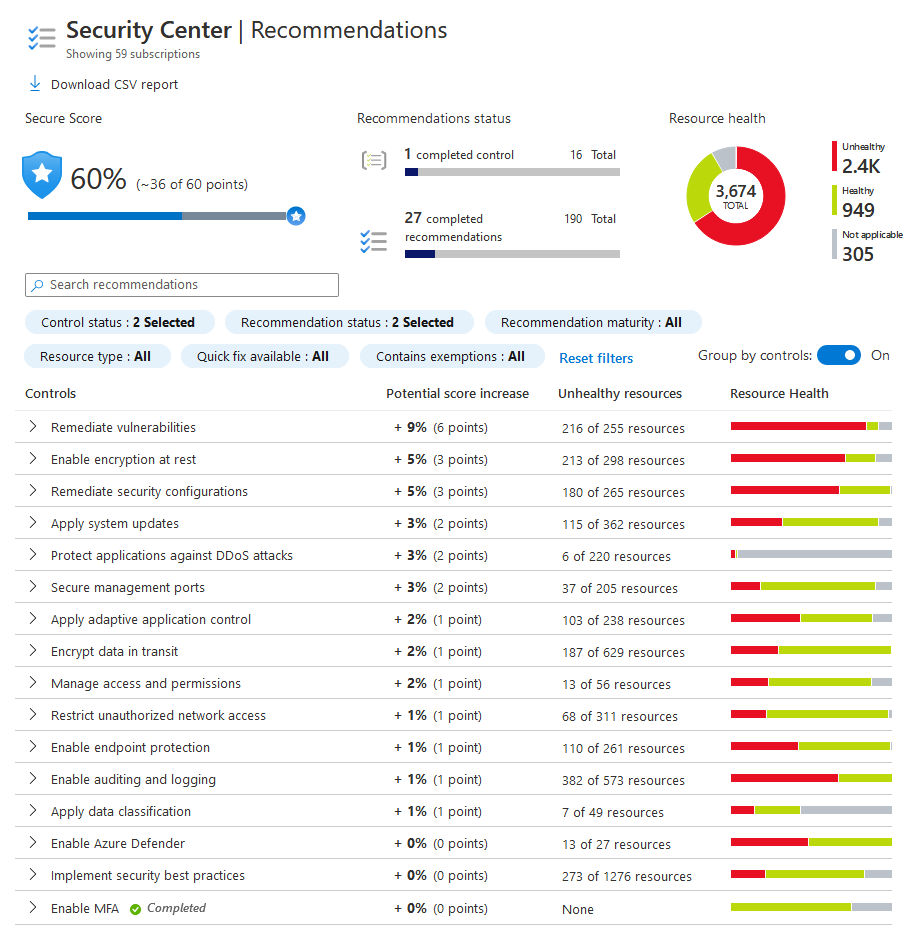 Security Center | Recommendations
Showing 59 subscriptions
Download CSV report
Secure Score
60% (~36 of 60 points)
Recommendations status
1 completed control 16 Total
27 completed recommendations 190 Total
Resource health
3,674
TOTAL
Unhealthy
2.4K
Healthy
949
Not applicable
305
Search recommendations
Control status : 2 Selected
Recommendation status : 2 Selected
Recommendation maturity : All
Resource type : All
Quick fix available : All
Contains exemptions : All
Reset filters
Group by controls: On
Controls Potential score increase Unhealthy resources Resource Health
Remediate vulnerabilities + 9% (6 points) 216 of 255 resources
Enable encryption at rest + 5% (3 points) 213 of 298 resources
Remediate security configurations + 5% (3 points) 180 of 265 resources
Apply system updates + 3% (2 points) 115 of 362 resources
Protect applications against DDoS attacks + 3% (2 points) 6 of 220 resources
Secure management ports + 3% (2 points) 37 of 205 resources
Apply adaptive application control + 2% (1 point) 103 of 238 resources
Encrypt data in transit + 2% (1 point) 187 of 629 resources
Manage access and permissions + 2% (1 point) 13 of 56 resources
Restrict unauthorized network access + 1% (1 point) 68 of 311 resources
Enable endpoint protection + 1% (1 point) 110 of 261 resources
Enable auditing and logging + 1% (1 point) 382 of 573 resources
Apply data classification + 1% (1 point) 7 of 49 resources
Enable Azure Defender + 0% (0 points) 13 of 27 resources
Implement security best practices + 0% (0 points) 273 of 1276 resources
Enable MFA Completed + 0% (0 points) None